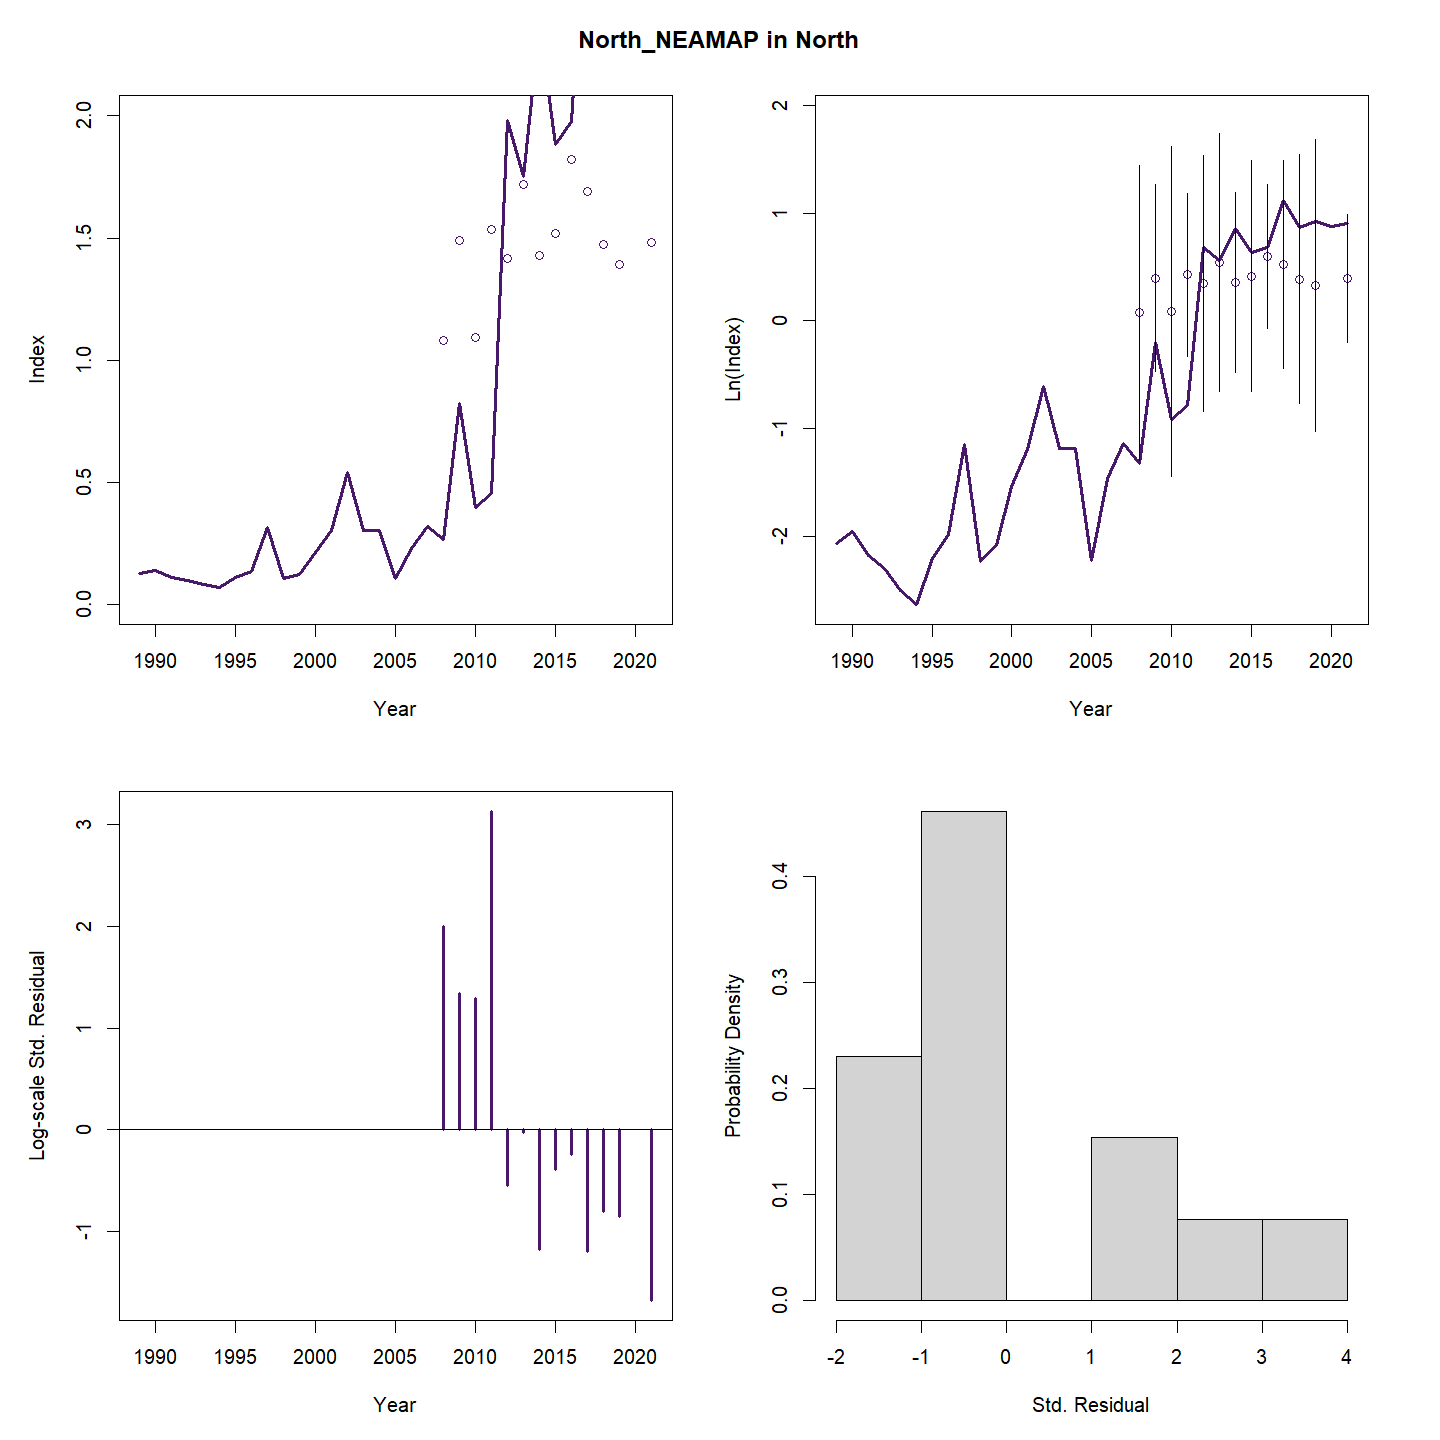 North_NEAMAP in North
Index
0.0 0.5 1.0 1.5 2.0
1990 1995 2000 2005 2010 2015 2020
Year
Ln(Index)
-2 -1 0 1 2
1990 1995 2000 2005 2010 2015 2020
Year
Log-scale Std. Residual
-1 0 1 2 3
1990 1995 2000 2005 2010 2015 2020
Year
Probability Density
0.0 0.1 0.2 0.3 0.4
-2 -1 0 1 2 3 4
Std. Residual